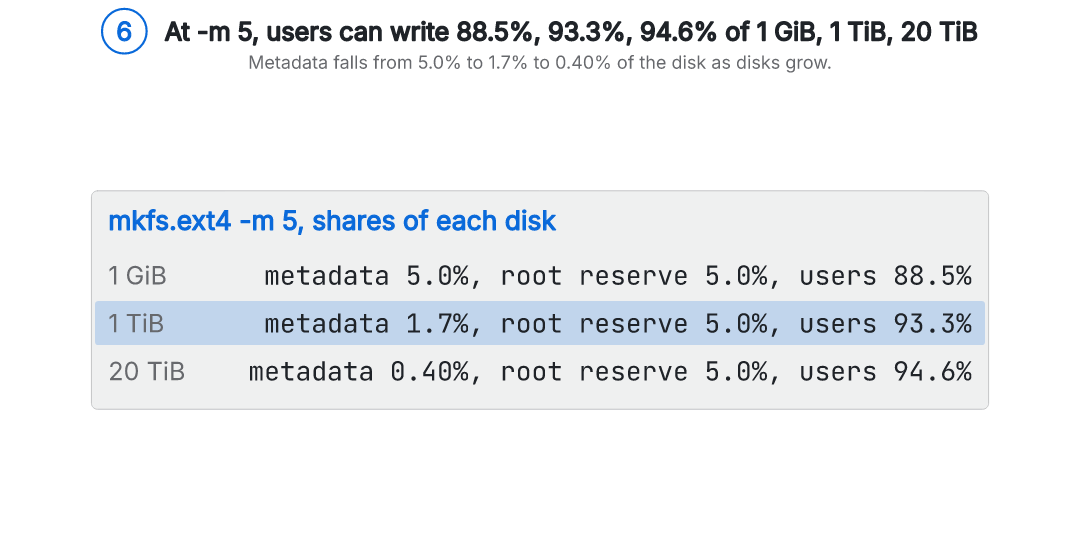 6 At -m 5, users can write 88.5%, 93.3%, 94.6% of 1 GiB, 1 TiB, 20 TiB
Metadata falls from 5.0% to 1.7% to 0.40% of the disk as disks grow.
mkfs.ext4 -m 5, shares of each disk
1 GiB metadata 5.0%, root reserve 5.0%, users 88.5%
1 TiB metadata 1.7%, root reserve 5.0%, users 93.3%
20 TiB metadata 0.40%, root reserve 5.0%, users 94.6%